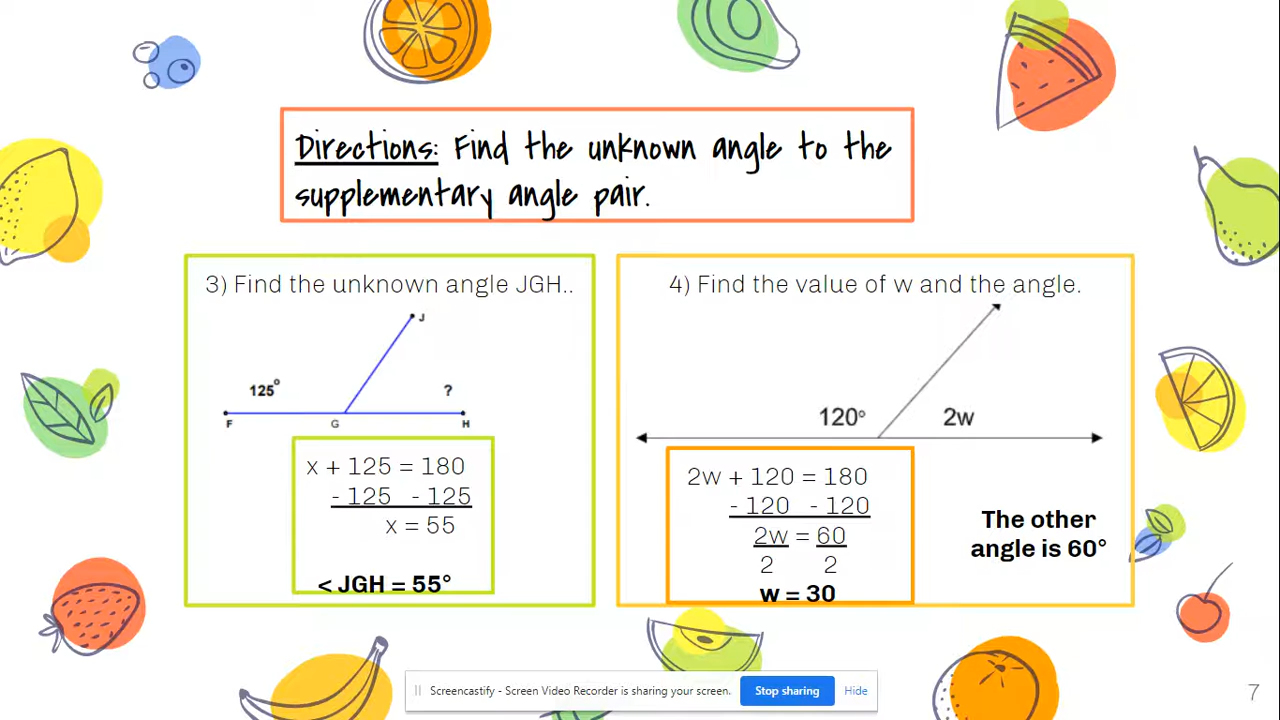 Directions: Find the unknown angle to the
supplementary angle pair.
3) Find the unknown angle JGH..
J
125°
?
F
G
H
x + 125 = 180
- 125 - 125
x = 55
< JGH = 55°
4) Find the value of w and the angle.
120°
2w
2w + 120 = 180
- 120 - 120
2w = 60
2 2
w = 30
The other
angle is 60°
Screencastify - Screen Video Recorder is sharing your screen.
Stop sharing
Hide
7